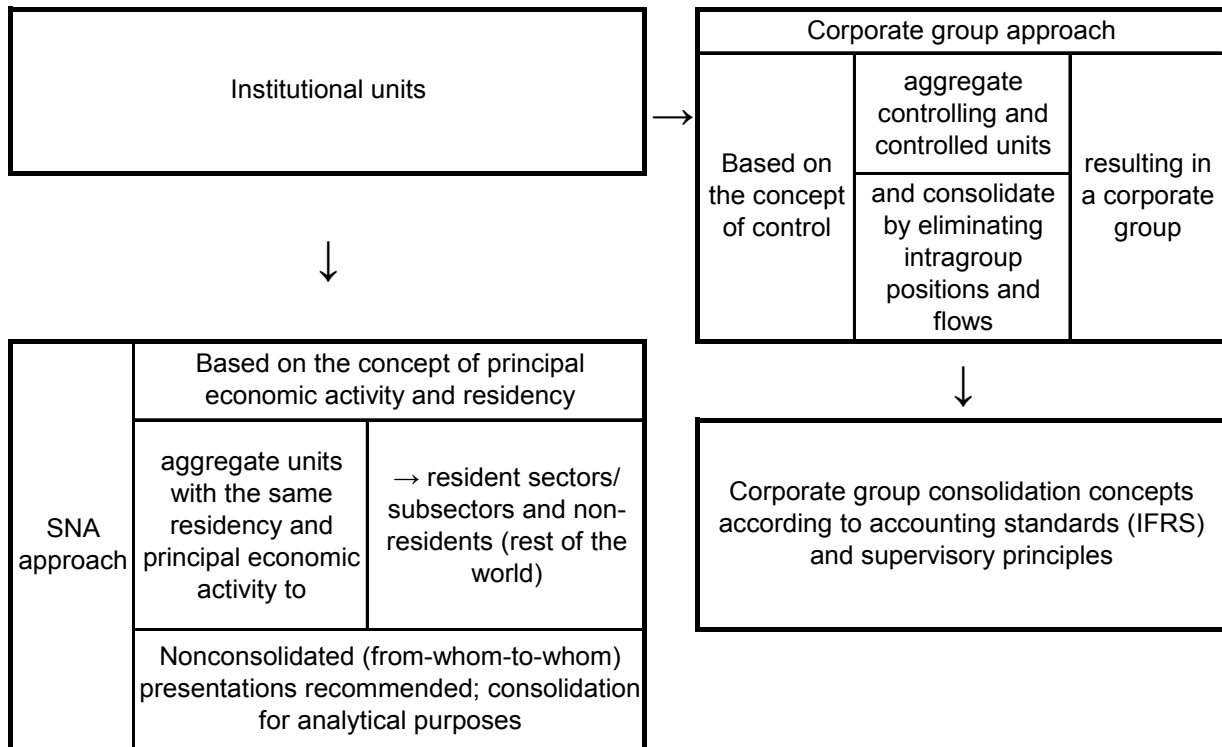 Institutional units
→
Corporate group approach
Based on
the concept
of control
aggregate
controlling and
controlled units
and consolidate
by eliminating
intragroup
positions and
flows
resulting in
a corporate
group
↓
↓
SNA
approach
Based on the concept of principal
economic activity and residency
aggregate units
with the same
residency and
principal economic
activity to
→ resident sectors/
subsectors and non-
residents (rest of the
world)
Nonconsolidated (from-whom-to-whom)
presentations recommended; consolidation
for analytical purposes
Corporate group consolidation concepts
according to accounting standards (IFRS)
and supervisory principles